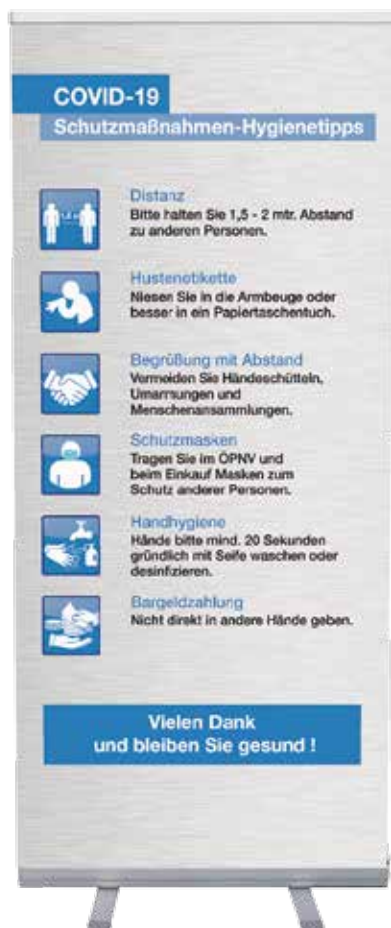 COVID-19
Schutzmaßnahmen-Hygienetipps
Distanz
Bitte halten Sie 1,5 - 2 mtr. Abstand
zu anderen Personen.
Hustenetikette
Niesen Sie in die Armbeuge oder
besser in ein Papiertaschentuch.
Begrüßung mit Abstand
Vermeiden Sie Händeschütteln,
Umarmungen und
Menschenansammlungen.
Schutzmasken
Tragen Sie im ÖPNV und
beim Einkauf Masken zum
Schutz anderer Personen.
Handhygiene
Hände bitte mind. 20 Sekunden
gründlich mit Seife waschen oder
desinfizieren.
Bargeldzahlung
Nicht direkt in andere Hände geben.
Vielen Dank
und bleiben Sie gesund !